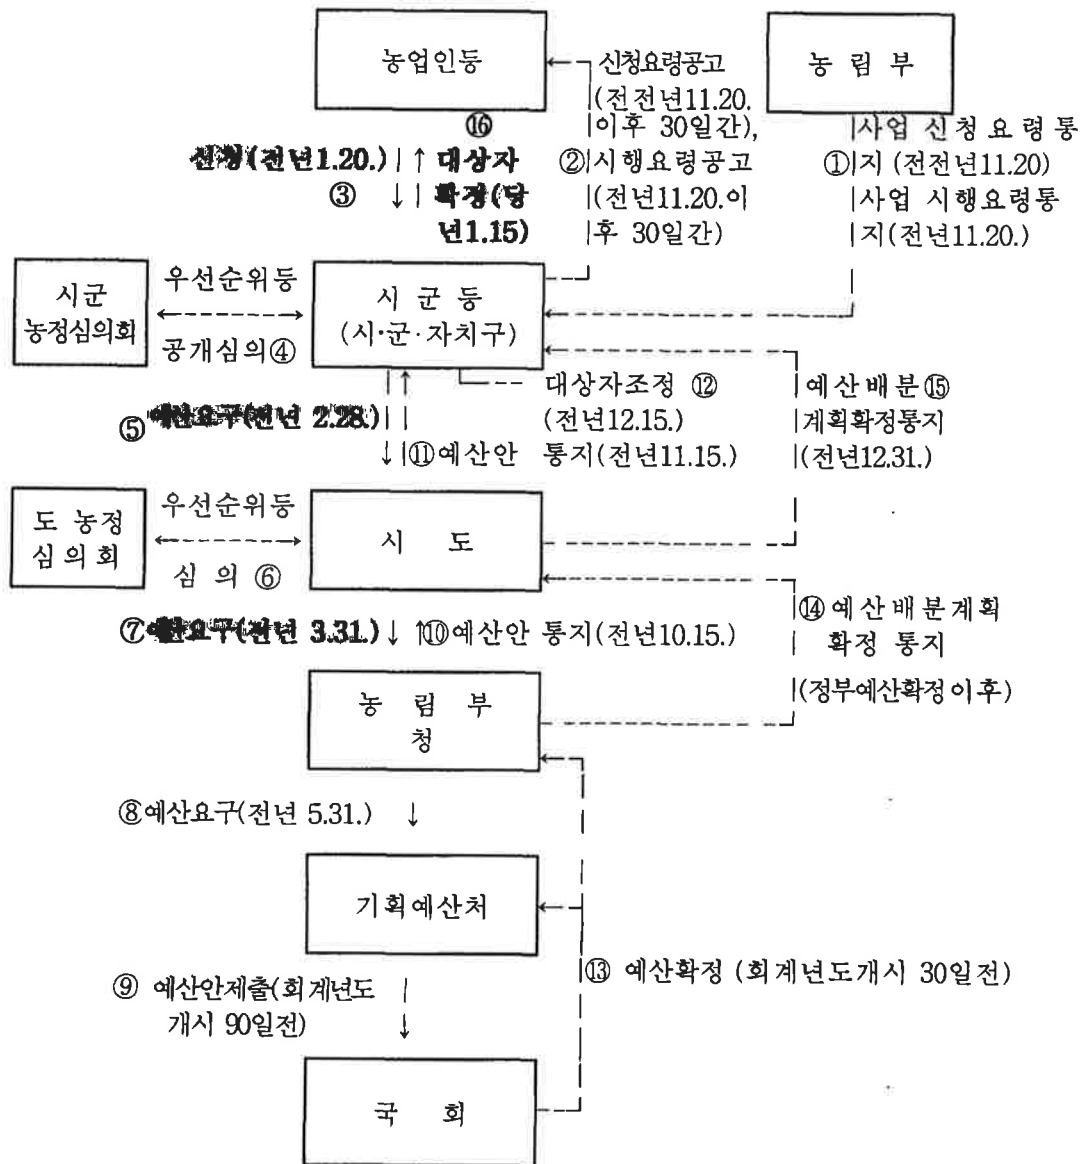 농업인등
신청요령공고
농 림 부
(전전년11.20.
⑯
이후 30일간),
사업 신청요령통
신청(전년1.20.) 대상자
②시행요령공고
①지 (전전년11.20)
③ 확정(당
(전년11.20.이
사업 시행요령통
년1.15)
후 30일간)
지(전년11.20.)
시군
농정심의회
우선순위등
공개심의④
시 군 등
(시·군·자치구)
대상자조정 ⑫
(전년12.15.)
예산배분⑮
계획확정통지
(전년12.31.)
⑤예산요구(전년 2.28.)
⑪예산안 통지(전년11.15.)
도 농정
심 의 회
우선순위등
심 의 ⑥
시 도
⑦예산요구(전년 3.31.) ⑩예산안 통지(전년10.15.)
⑭예산배분계획
확정 통지
(정부예산확정이후)
농 림 부
청
⑧예산요구(전년 5.31.)
기획예산처
⑨ 예산안제출(회계년도
개시 90일전)
⑬ 예산확정 (회계년도개시 30일전)
국 회